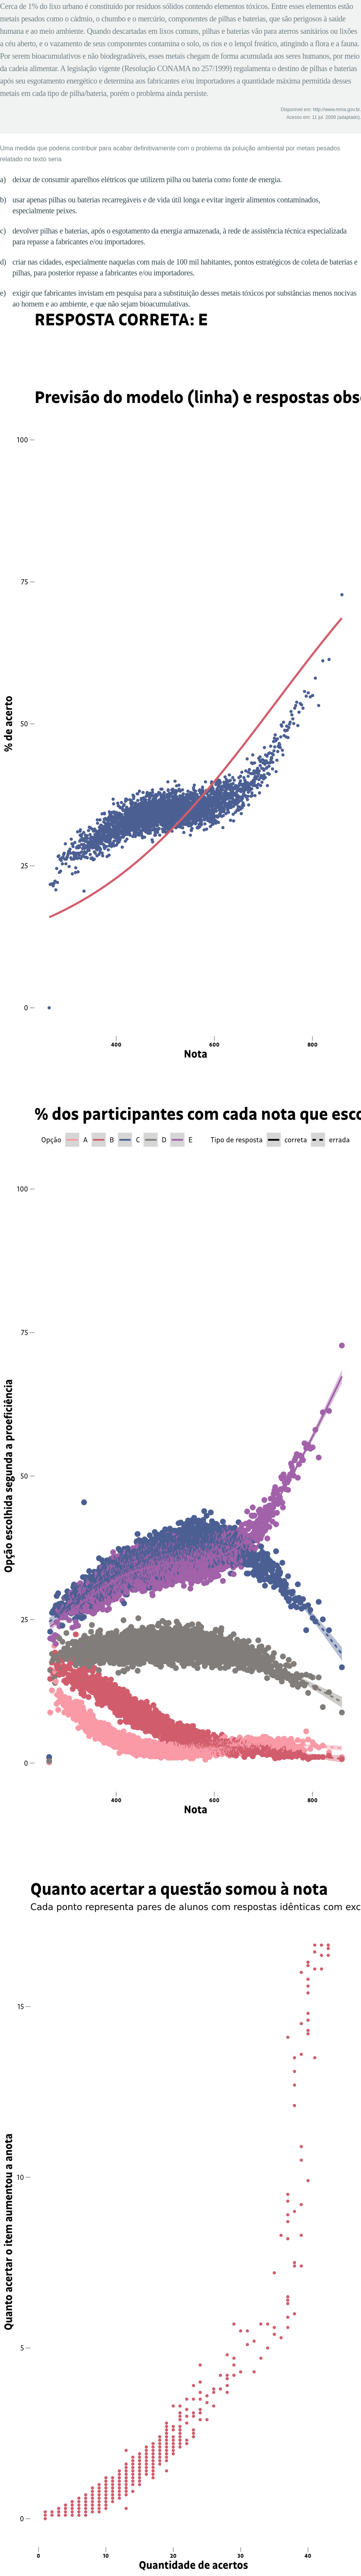 Cerca de 1% do lixo urbano é constituído por resíduos sólidos contendo elementos tóxicos. Entre esses elementos estão
metais pesados como o cádmio, o chumbo e o mercúrio, componentes de pilhas e baterias, que são perigosos à saúde
humana e ao meio ambiente. Quando descartadas em lixos comuns, pilhas e baterias vão para aterros sanitários ou lixões
a céu aberto, e o vazamento de seus componentes contamina o solo, os rios e o lençol freático, atingindo a flora e a fauna.
Por serem bioacumulativos e não biodegradáveis, esses metais chegam de forma acumulada aos seres humanos, por meio
da cadeia alimentar. A legislação vigente (Resolução CONAMA no 257/1999) regulamenta o destino de pilhas e baterias
após seu esgotamento energético e determina aos fabricantes e/ou importadores a quantidade máxima permitida desses
metais em cada tipo de pilha/bateria, porém o problema ainda persiste.
Disponível em: http://www.mma.gov.br.
Acesso em: 11 jul. 2009 (adaptado).
Uma medida que poderia contribuir para acabar definitivamente com o problema da poluição ambiental por metais pesados
relatado no texto seria
a) deixar de consumir aparelhos elétricos que utilizem pilha ou bateria como fonte de energia.
b) usar apenas pilhas ou baterias recarregáveis e de vida útil longa e evitar ingerir alimentos contaminados,
especialmente peixes.
c) devolver pilhas e baterias, após o esgotamento da energia armazenada, à rede de assistência técnica especializada
para repasse a fabricantes e/ou importadores.
d) criar nas cidades, especialmente naquelas com mais de 100 mil habitantes, pontos estratégicos de coleta de baterias e
pilhas, para posterior repasse a fabricantes e/ou importadores.
e) exigir que fabricantes invistam em pesquisa para a substituição desses metais tóxicos por substâncias menos nocivas
ao homem e ao ambiente, e que não sejam bioacumulativas.
RESPOSTA CORRETA: E
Previsão do modelo (linha) e respostas obs
100
75
50
25
0
% de acerto
400 600 800
Nota
% dos participantes com cada nota que esco
Opção A B C D E Tipo de resposta correta errada
100
75
50
25
0
Opção escolhida segunda a proeficiência
400 600 800
Nota
Quanto acertar a questão somou à nota
Cada ponto representa pares de alunos com respostas idênticas com exc
15
10
5
0
Quanto acertar o item aumentou a anota
0 10 20 30 40
Quantidade de acertos